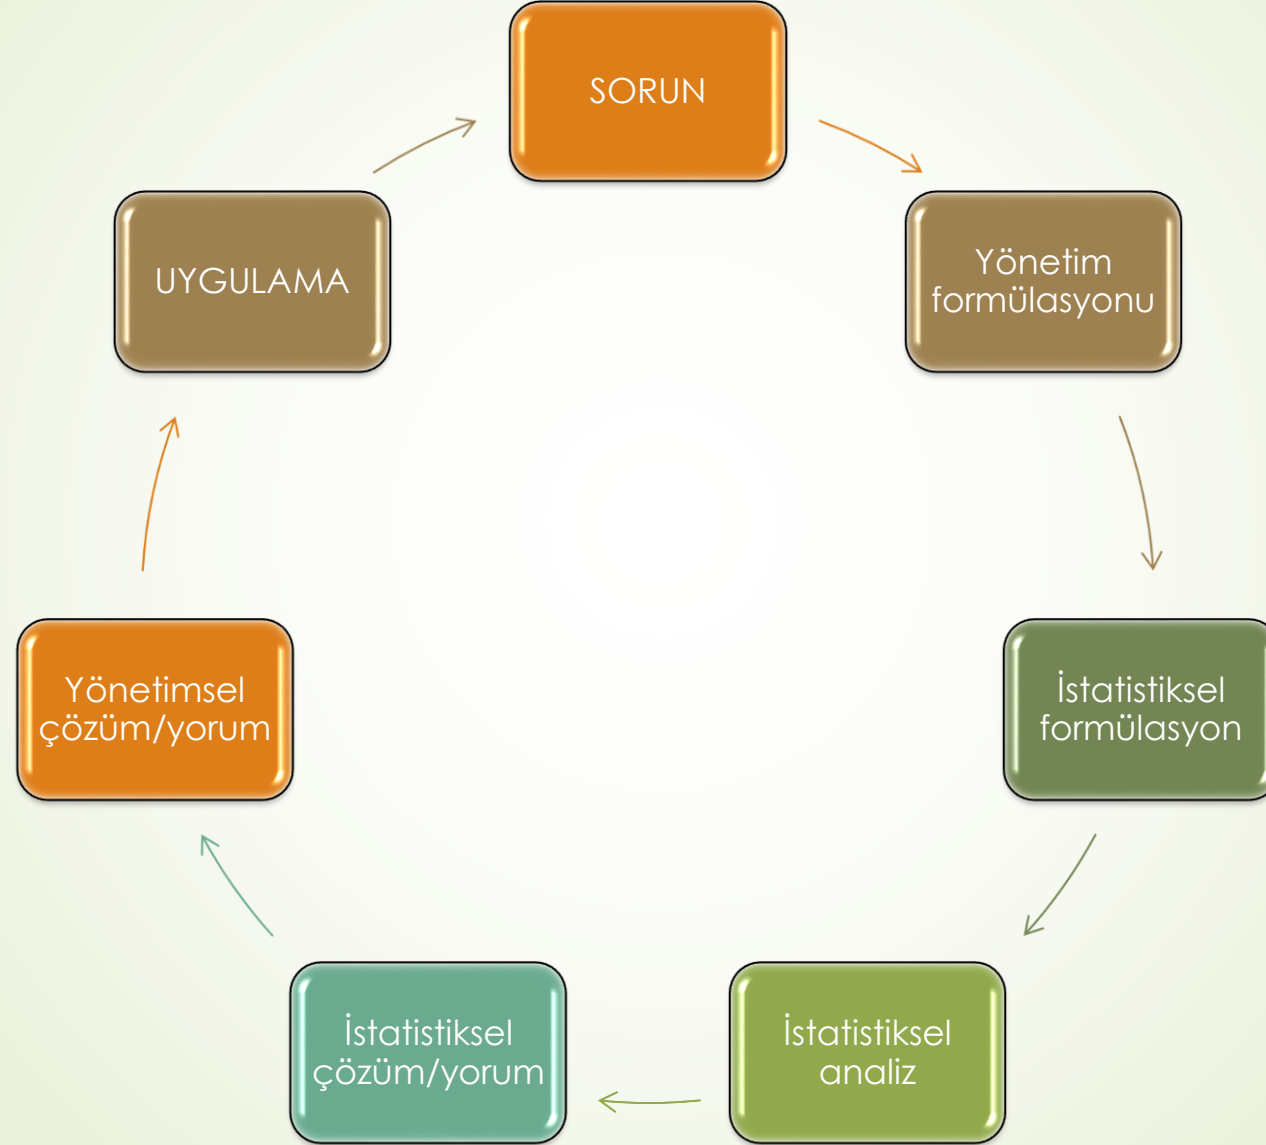 SORUN
Yönetim
formülasyonu
İstatistiksel
formülasyon
İstatistiksel
analiz
İstatistiksel
çözüm/yorum
Yönetimsel
çözüm/yorum
UYGULAMA